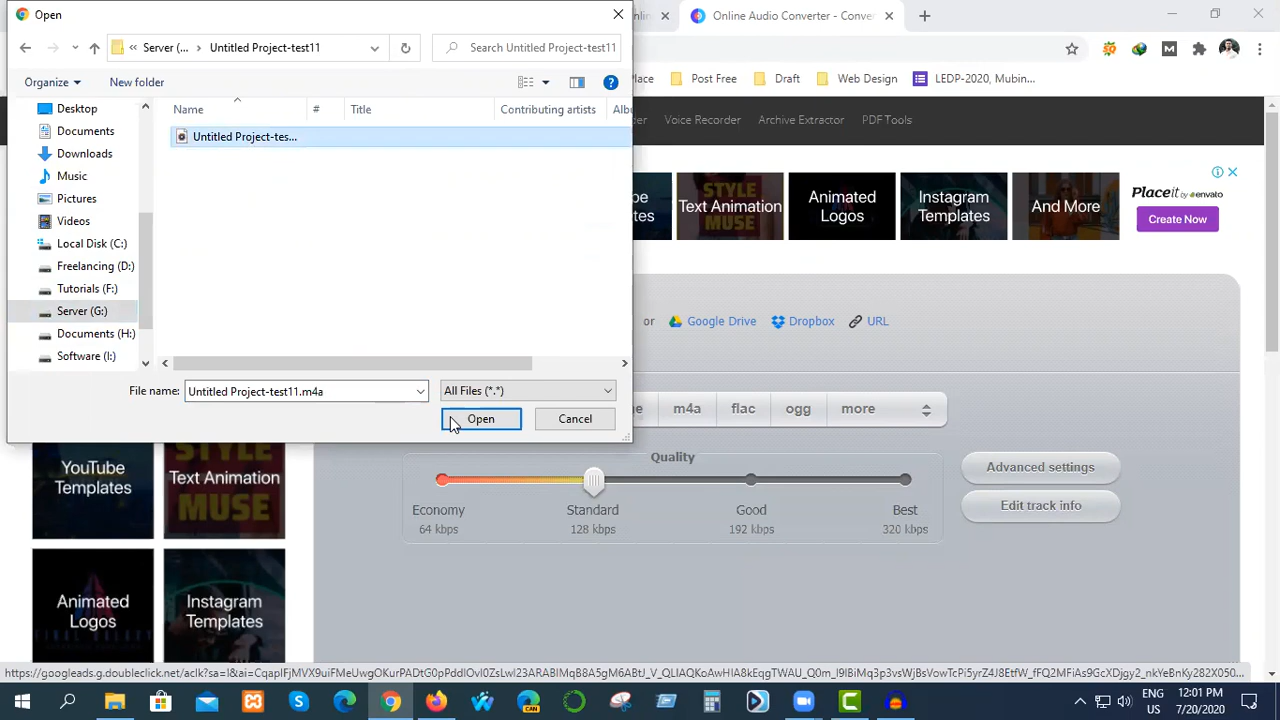 Open
Server (... Untitled Project-test11
Search Untitled Project-test11
Organize
New folder
Name
#
Title
Contributing artists
Albu
Desktop
Documents
Downloads
Music
Pictures
Videos
Local Disk (C:)
Freelancing (D:)
Tutorials (F:)
Server (G:)
Documents (H:)
Software (I:)
Untitled Project-tes...
File name:
Untitled Project-test11.m4a
All Files (*.*)
Open
Cancel
Online Audio Converter - Conver
Post Free
Draft
Web Design
LEDP-2020, Mubin...
Voice Recorder
Archive Extractor
PDF Tools
Text Animation
Animated
Logos
Instagram
Templates
And More
Placeit by envato
Create Now
or
Google Drive
Dropbox
URL
m4a
flac
ogg
more
Quality
Economy
64 kbps
Standard
128 kbps
Good
192 kbps
Best
320 kbps
Advanced settings
Edit track info
YouTube
Templates
STYLE
Text Animation
MUSE
Animated
Logos
Instagram
Templates
CAN
ENG
US
12:01 PM
7/20/2020